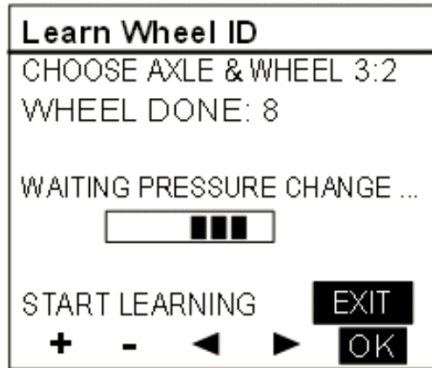 Learn Wheel ID
CHOOSE AXLE & WHEEL 3:2
WHEEL DONE: 8
WAITING PRESSURE CHANGE ...
START LEARNING EXIT
+ - ◀ ▶ OK